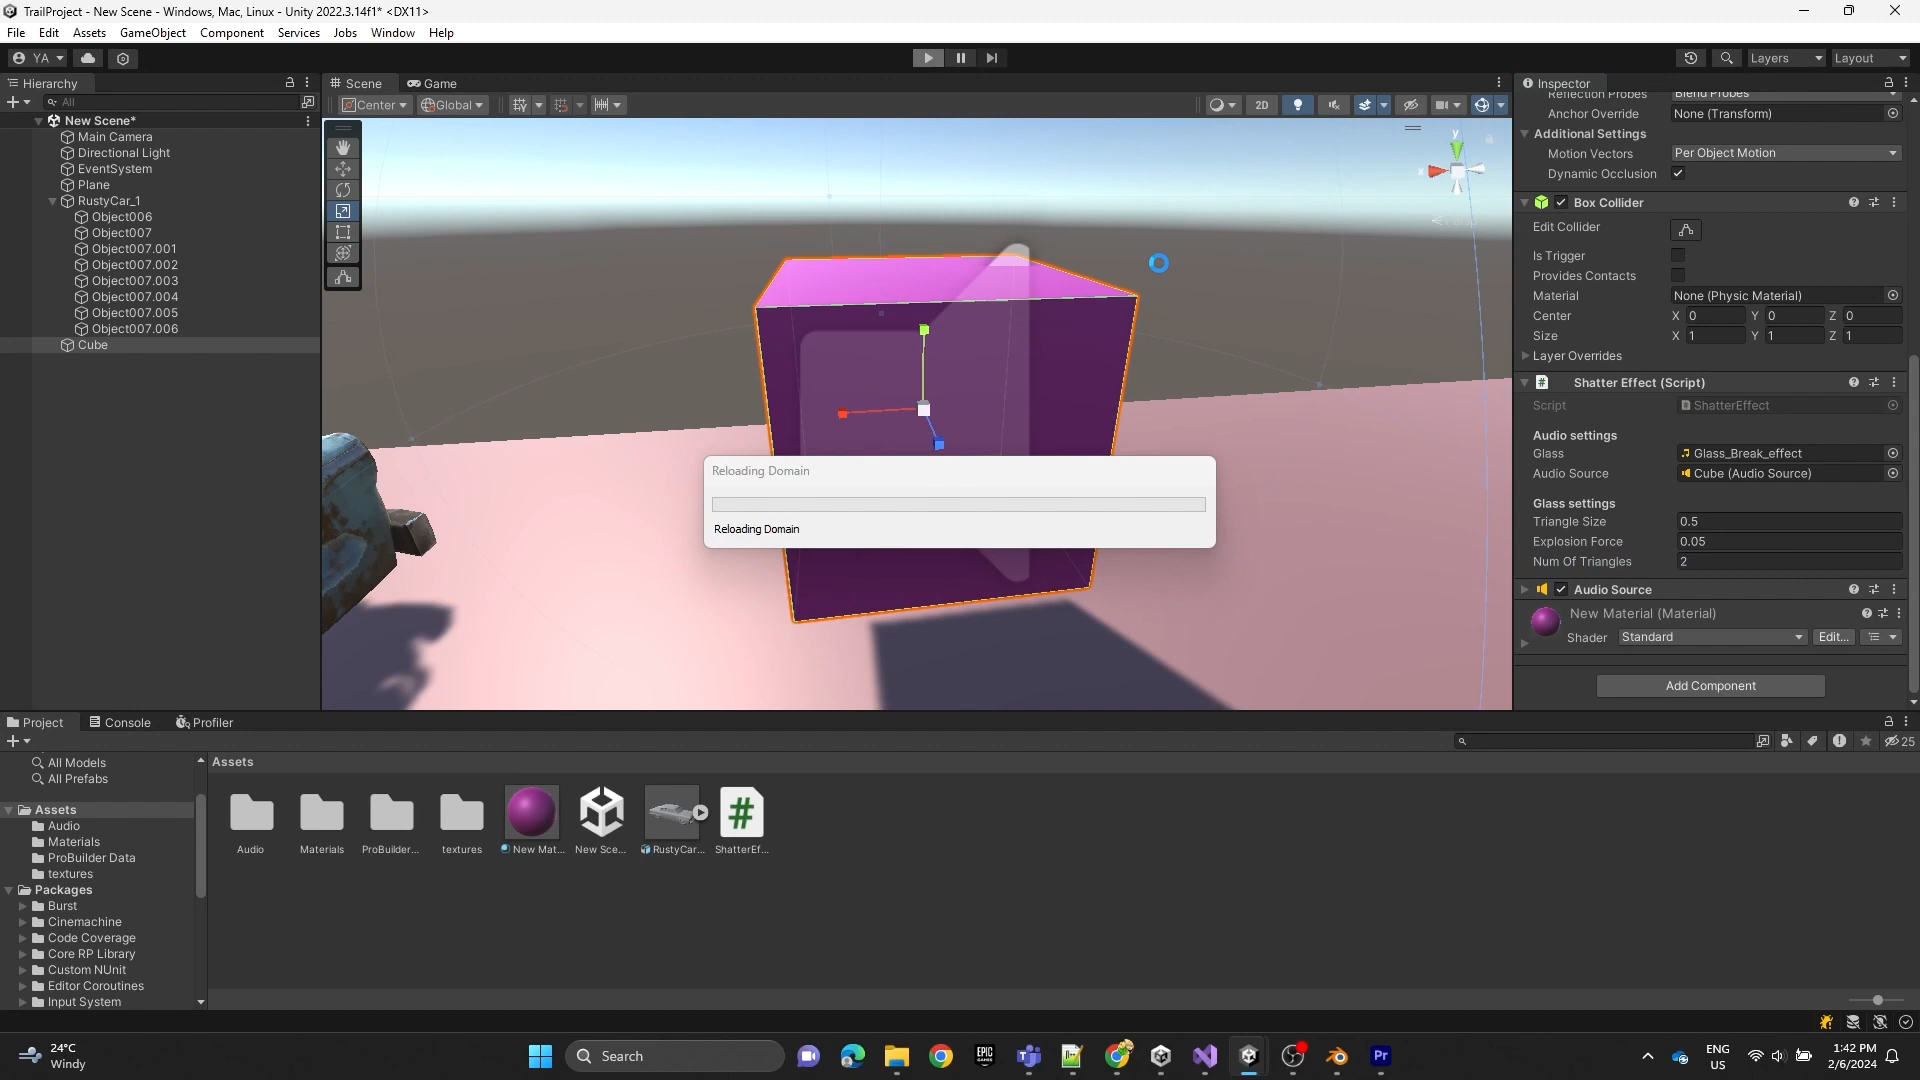 TrailProject - New Scene - Windows, Mac, Linux - Unity 2022.3.14f1* <DX11>
File Edit Assets GameObject Component Services Jobs Window Help
YA Layers Layout
Hierarchy Scene Game Inspector
All Center Global 2D
New Scene*
Main Camera
Directional Light
EventSystem
Plane
RustyCar_1
Object006
Object007
Object007.001
Object007.002
Object007.003
Object007.004
Object007.005
Object007.006
Cube
y
x
Reloading Domain
Reloading Domain
Reflection Probes Blend Probes
Anchor Override None (Transform)
Additional Settings
Motion Vectors Per Object Motion
Dynamic Occlusion
Box Collider
Edit Collider
Is Trigger
Provides Contacts
Material None (Physic Material)
Center X 0 Y 0 Z 0
Size X 1 Y 1 Z 1
Layer Overrides
# Shatter Effect (Script)
Script ShatterEffect
Audio settings
Glass Glass_Break_effect
Audio Source Cube (Audio Source)
Glass settings
Triangle Size 0.5
Explosion Force 0.05
Num Of Triangles 2
Audio Source
New Material (Material)
Shader Standard Edit...
Add Component
Project Console Profiler
25
All Models
All Prefabs
Assets
Audio
Materials
ProBuilder Data
textures
Packages
Burst
Cinemachine
Code Coverage
Core RP Library
Custom NUnit
Editor Coroutines
Input System
Assets
#
Audio Materials ProBuilder... textures New Mat... New Sce... RustyCar... ShatterEf...
24°C
Windy
Search
EPIC GAMES
Pr
ENG
US
1:42 PM
2/6/2024